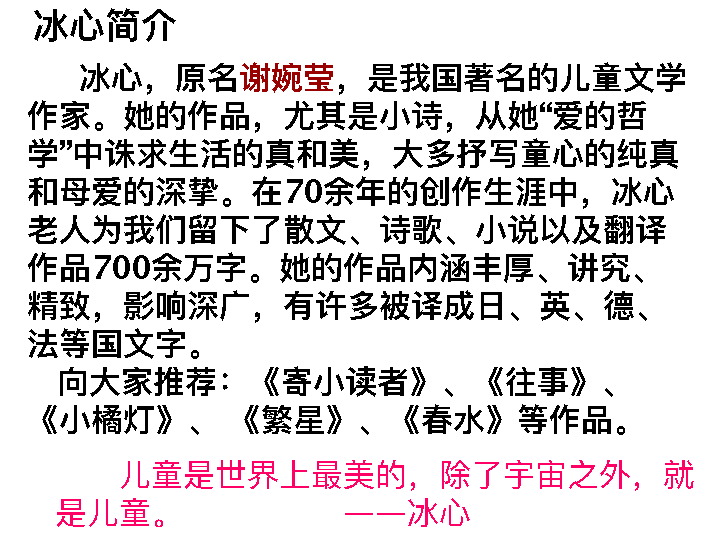 冰心简介
冰心，原名谢婉莹，是我国著名的儿童文学
作家。她的作品，尤其是小诗，从她“爱的哲
学”中诛求生活的真和美，大多抒写童心的纯真
和母爱的深挚。在70余年的创作生涯中，冰心
老人为我们留下了散文、诗歌、小说以及翻译
作品700余万字。她的作品内涵丰厚、讲究、
精致，影响深广，有许多被译成日、英、德、
法等国文字。
向大家推荐：《寄小读者》、《往事》、
《小橘灯》、 《繁星》、《春水》等作品。
儿童是世界上最美的，除了宇宙之外，就
是儿童。 ——冰心